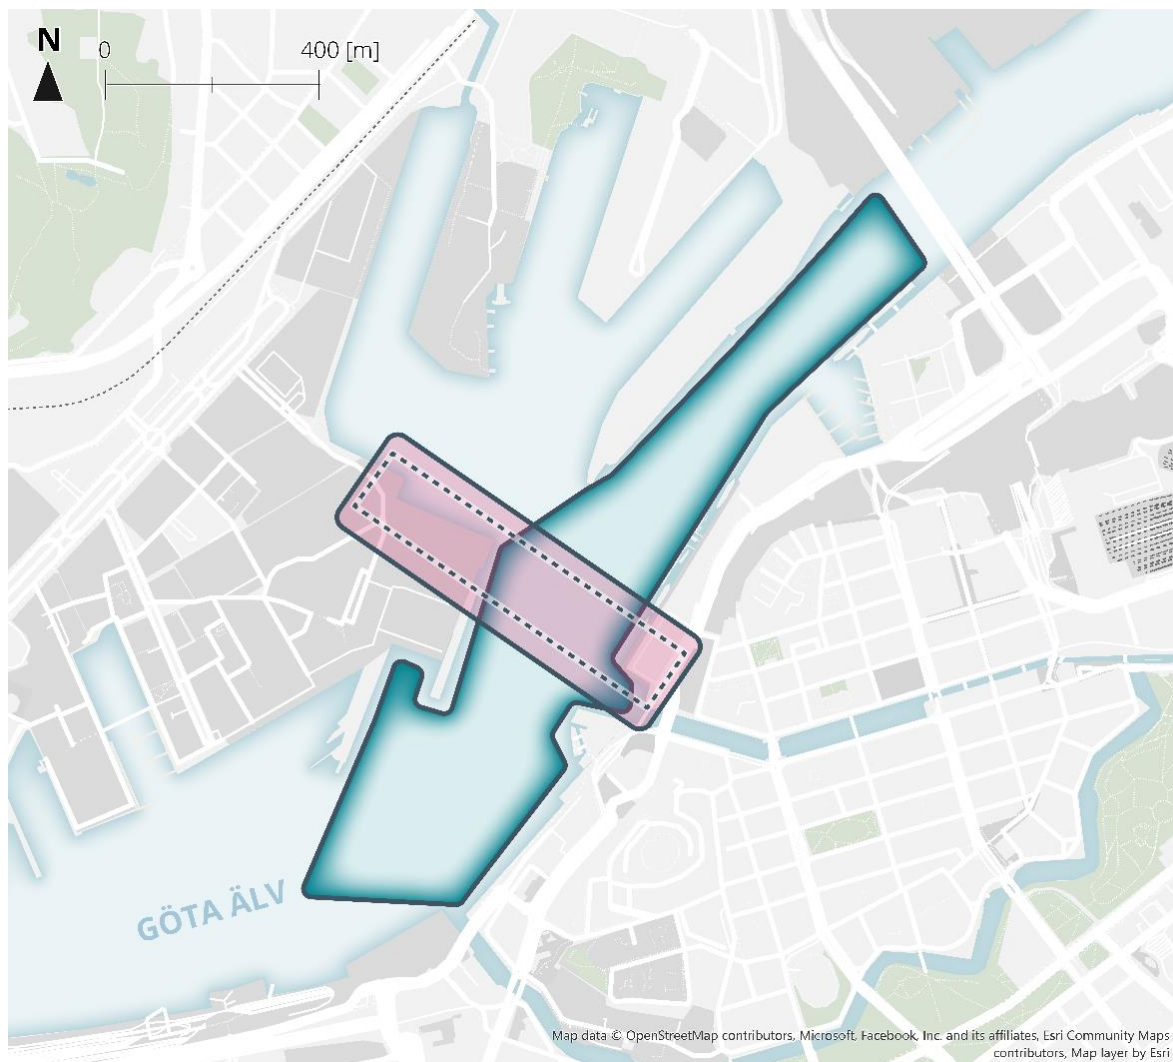 N
0 400 [m]
GÖTA ÄLV
Map data © OpenStreetMap contributors, Microsoft, Facebook, Inc. and its affiliates, Esri Community Maps
contributors, Map layer by Esri